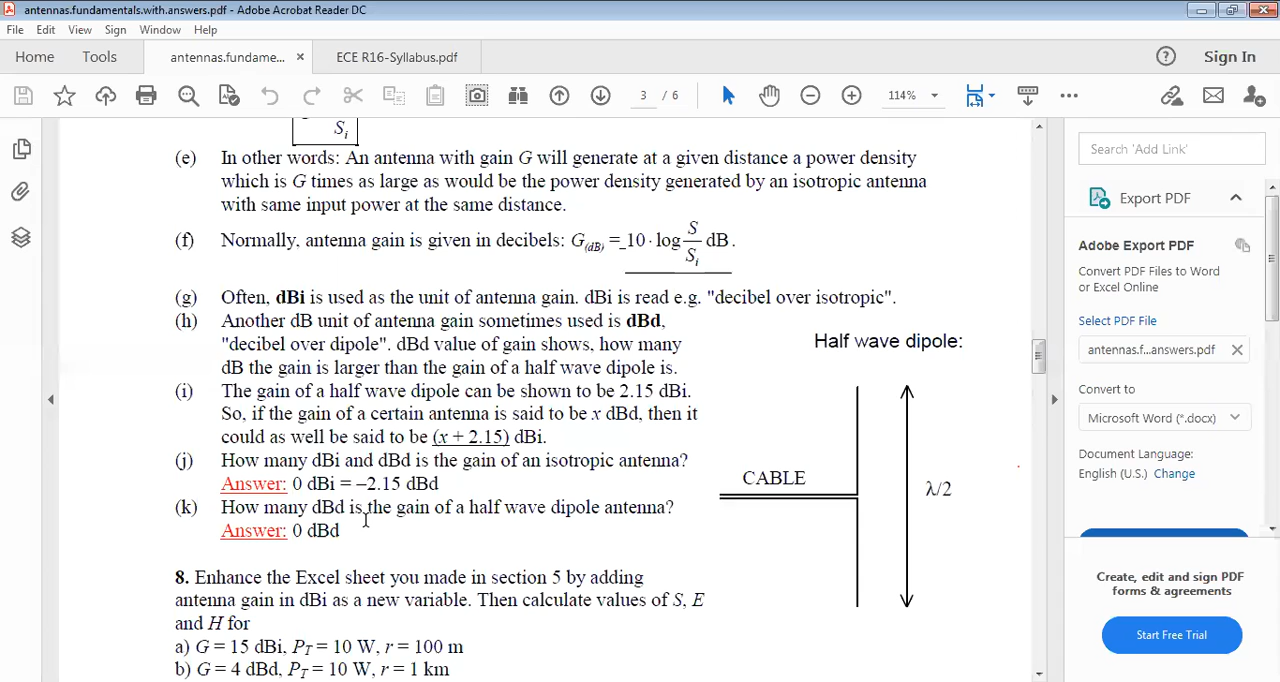 antennas.fundamentals.with.answers.pdf - Adobe Acrobat Reader DC
File Edit View Sign Window Help
Home Tools antennas.fundame... × ECE R16-Syllabus.pdf ? Sign In
3 / 6 114%
S_i
(e) In other words: An antenna with gain G will generate at a given distance a power density
which is G times as large as would be the power density generated by an isotropic antenna
with same input power at the same distance.
(f) Normally, antenna gain is given in decibels: G_(dB) = 10 · log S/S_i dB.
(g) Often, dBi is used as the unit of antenna gain. dBi is read e.g. "decibel over isotropic".
(h) Another dB unit of antenna gain sometimes used is dBd,
"decibel over dipole". dBd value of gain shows, how many
dB the gain is larger than the gain of a half wave dipole is.
(i) The gain of a half wave dipole can be shown to be 2.15 dBi.
So, if the gain of a certain antenna is said to be x dBd, then it
could as well be said to be (x + 2.15) dBi.
(j) How many dBi and dBd is the gain of an isotropic antenna?
Answer: 0 dBi = –2.15 dBd
(k) How many dBd is the gain of a half wave dipole antenna?
Answer: 0 dBd
Half wave dipole:
CABLE
λ/2
8. Enhance the Excel sheet you made in section 5 by adding
antenna gain in dBi as a new variable. Then calculate values of S, E
and H for
a) G = 15 dBi, P_T = 10 W, r = 100 m
b) G = 4 dBd, P_T = 10 W, r = 1 km
Search 'Add Link'
Export PDF
Adobe Export PDF
Convert PDF Files to Word
or Excel Online
Select PDF File
antennas.f...answers.pdf ×
Convert to
Microsoft Word (*.docx)
Document Language:
English (U.S.) Change
Create, edit and sign PDF
forms & agreements
Start Free Trial